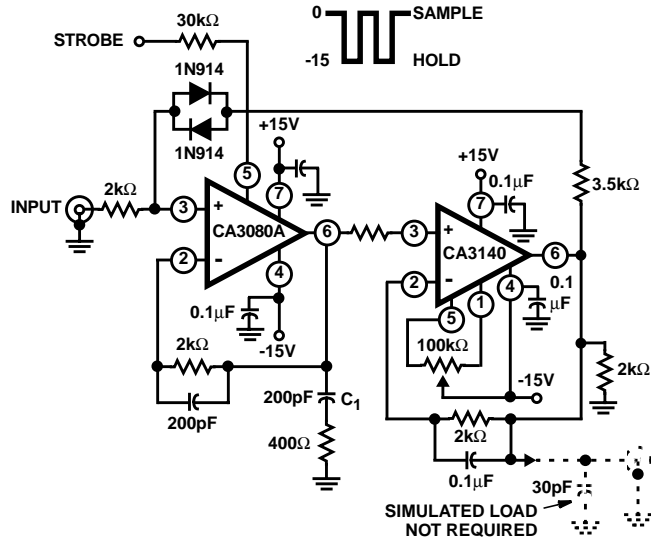 0
SAMPLE
-15
HOLD
STROBE
30kΩ
1N914
1N914
+15V
5
7
INPUT
2kΩ
3
+
CA3080A
6
2
-
4
0.1μF
-15V
2kΩ
200pF
200pF
C1
400Ω
+15V
0.1μF
7
3
+
CA3140
6
2
-
4
0.1
μF
5
1
100kΩ
-15V
3.5kΩ
2kΩ
2kΩ
0.1μF
30pF
SIMULATED LOAD
NOT REQUIRED